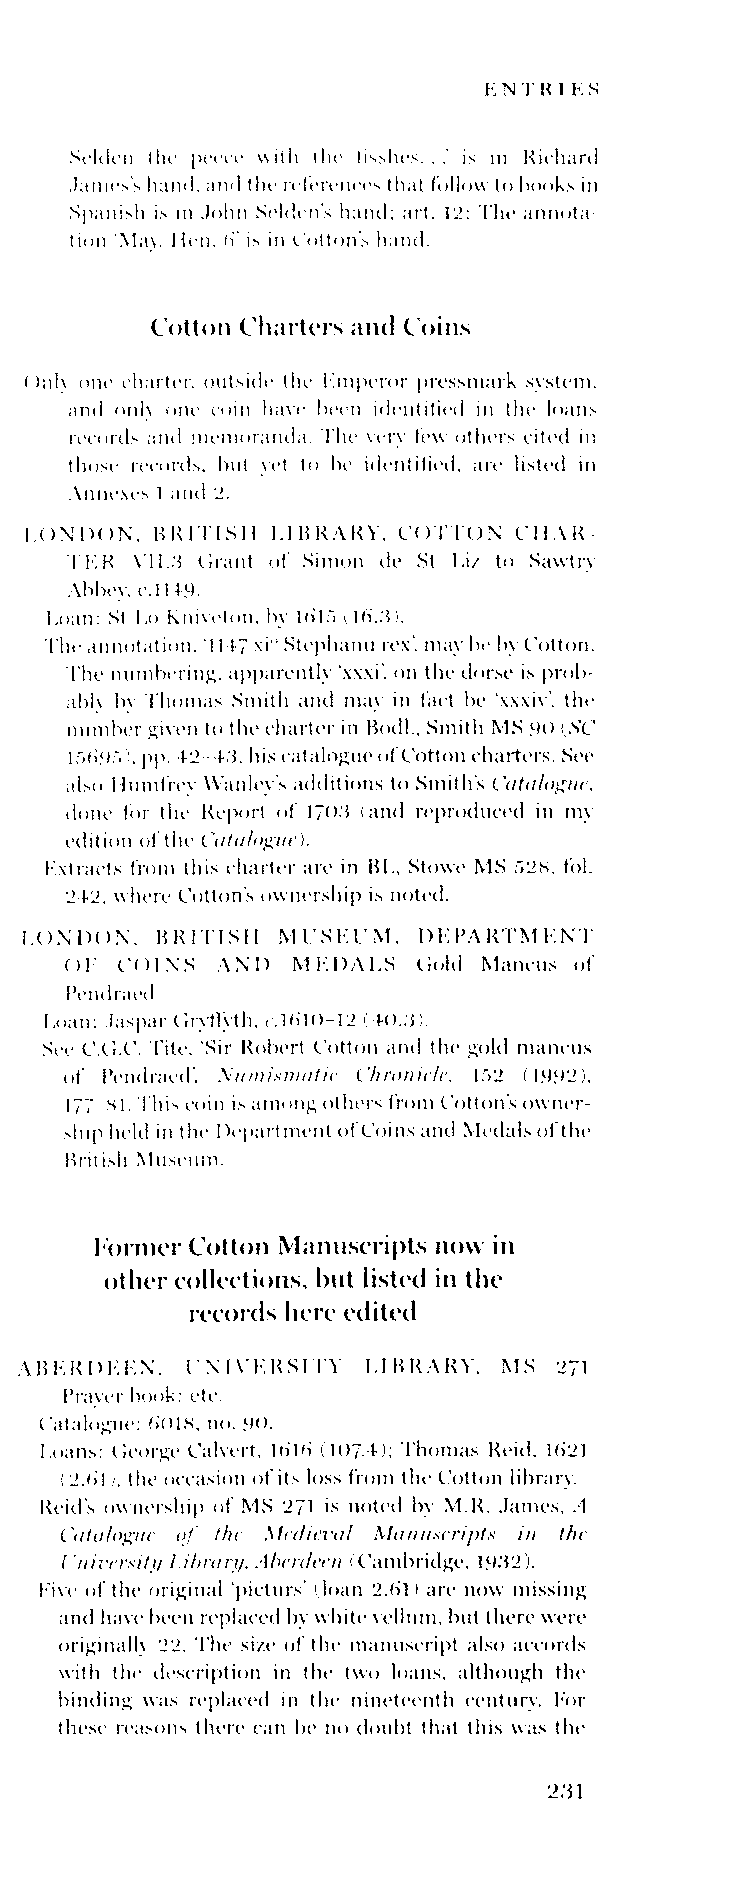 ENTRIES
Selden the peece with the fisshes. . .' is in Richard
James's hand, and the references that follow to books in
Spanish is in John Selden's hand; art. 12: The annota-
tion 'May. Hen. 6' is in Cotton's hand.
Cotton Charters and Coins
Only one charter, outside the Emperor pressmark system,
and only one coin have been identified in the loans
records and memoranda. The very few others cited in
those records, but yet to be identified, are listed in
Annexes 1 and 2.
LONDON, BRITISH LIBRARY, COTTON CHAR-
TER VII.3 Grant of Simon de St Liz to Sawtry
Abbey, c.1149.
Loan: St Lo Kniveton, by 1615 (16.3).
The annotation, '1147 xi° Stephanu rex', may be by Cotton.
The numbering, apparently 'xxxi', on the dorse is prob-
ably by Thomas Smith and may in fact be 'xxxiv', the
number given to the charter in Bodl., Smith MS 90 (SC
15695), pp. 42–43, his catalogue of Cotton charters. See
also Humfrey Wanley's additions to Smith's Catalogue,
done for the Report of 1703 (and reproduced in my
edition of the Catalogue).
Extracts from this charter are in BL, Stowe MS 528, fol.
242, where Cotton's ownership is noted.
LONDON, BRITISH MUSEUM, DEPARTMENT
OF COINS AND MEDALS Gold Mancus of
Pendraed
Loan: Jaspar Gryffyth, c.1610–12 (40.3).
See C.G.C. Tite, 'Sir Robert Cotton and the gold mancus
of Pendraed', Numismatic Chronicle, 152 (1992),
177–81. This coin is among others from Cotton's owner-
ship held in the Department of Coins and Medals of the
British Museum.
Former Cotton Manuscripts now in
other collections, but listed in the
records here edited
ABERDEEN, UNIVERSITY LIBRARY, MS 271
Prayer book; etc.
Catalogue: 6018, no. 90.
Loans: George Calvert, 1616 (107.4); Thomas Reid, 1621
(2.61), the occasion of its loss from the Cotton library.
Reid's ownership of MS 271 is noted by M.R. James, A
Catalogue of the Medieval Manuscripts in the
University Library, Aberdeen (Cambridge, 1932).
Five of the original 'picturs' (loan 2.61) are now missing
and have been replaced by white vellum, but there were
originally 22. The size of the manuscript also accords
with the description in the two loans, although the
binding was replaced in the nineteenth century. For
these reasons there can be no doubt that this was the
231